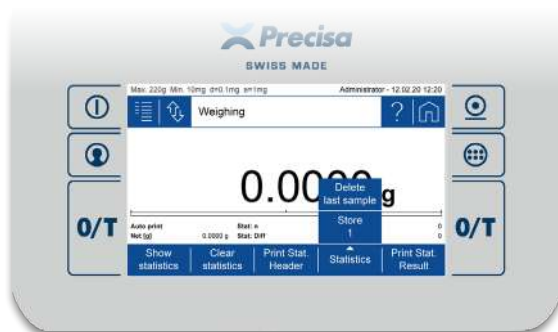 Precisa
SWISS MADE
Max. 220g Min. 10mg d=0.1mg e=1mg Administrator - 12.02.20 12:20
Weighing ?
0.0000 g
Delete
last sample
Store
1
Auto print Stat: n 0
Net [g] 0.0000 g Stat: Diff 0
0/T 0/T
Show
statistics
Clear
statistics
Print Stat.
Header
Statistics
Print Stat.
Result